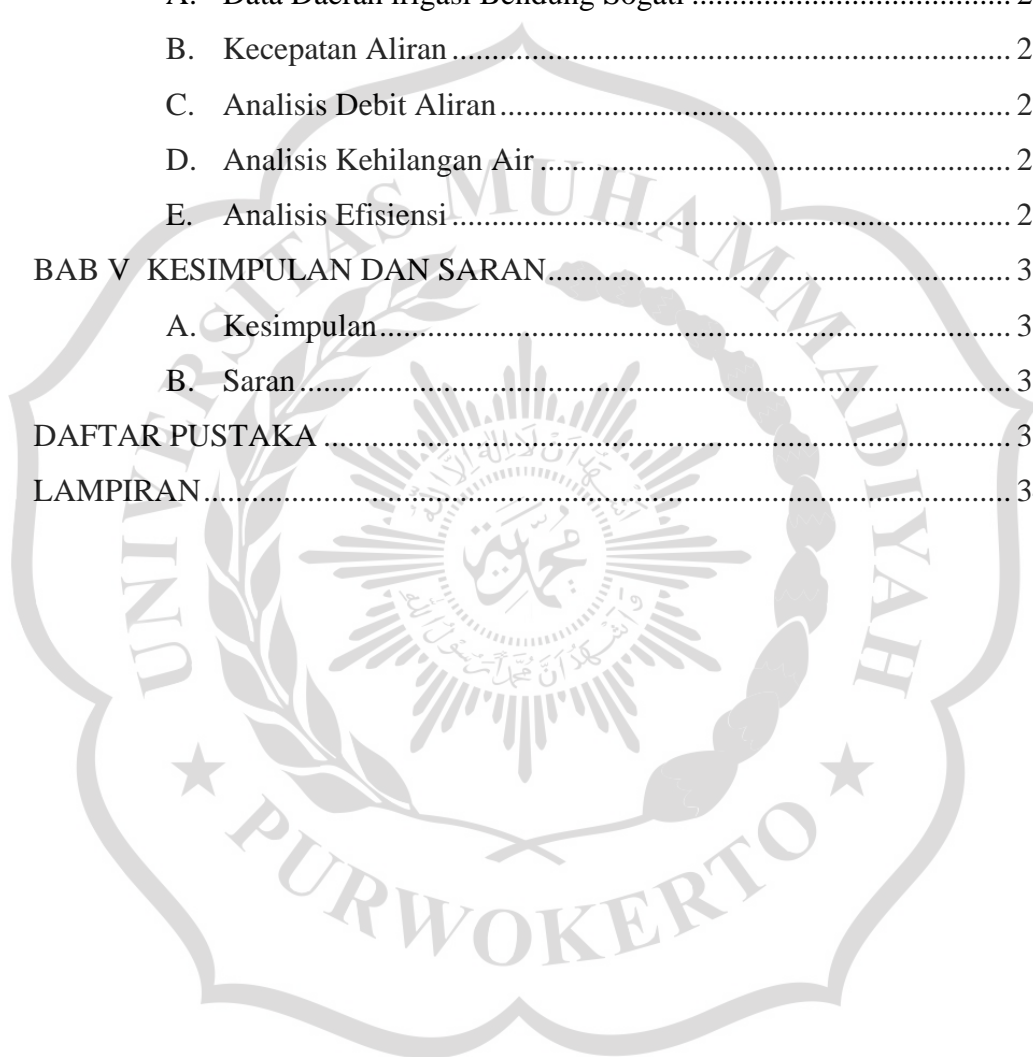 A. Data Daerah Irigasi Bendung Sogati ........ 2
B. Kecepatan Aliran ........ 2
C. Analisis Debit Aliran ........ 2
D. Analisis Kehilangan Air ........ 2
E. Analisis Efisiensi ........ 2
BAB V KESIMPULAN DAN SARAN ........ 3
A. Kesimpulan ........ 3
B. Saran ........ 3
DAFTAR PUSTAKA ........ 3
LAMPIRAN ........ 3
UNIVERSITAS MUHAMMADIYAH
PURWOKERTO